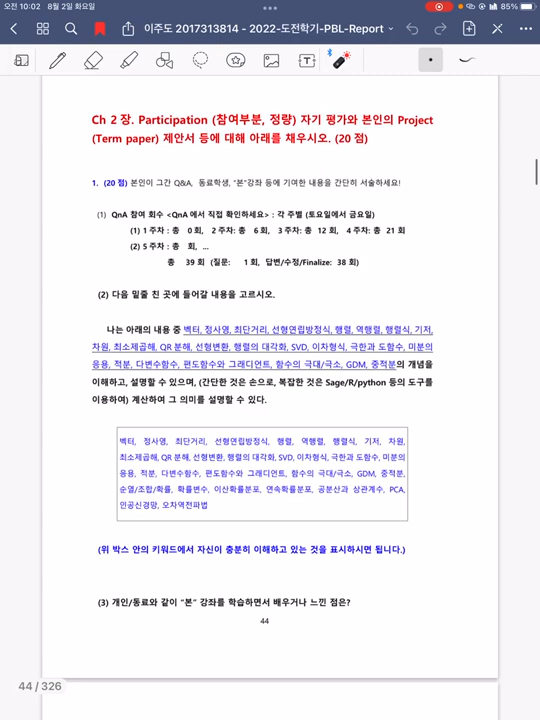 오전 10:02 8월 2일 화요일
85%
이주도 2017313814 - 2022-도전학기-PBL-Report
Ch 2 장. Participation (참여부분, 정량) 자기 평가와 본인의 Project
(Term paper) 제안서 등에 대해 아래를 채우시오. (20 점)
1. (20 점) 본인이 그간 Q&A, 동료학생, "본"강좌 등에 기여한 내용을 간단히 서술하세요!
(1) QnA 참여 회수 <QnA 에서 직접 확인하세요> : 각 주별 (토요일에서 금요일)
(1) 1 주차 : 총 0 회, 2 주차: 총 6 회, 3 주차: 총 12 회, 4 주차: 총 21 회
(2) 5 주차 : 총 회, ...
총 39 회 (질문: 1 회, 답변/수정/Finalize: 38 회)
(2) 다음 밑줄 친 곳에 들어갈 내용을 고르시오.
나는 아래의 내용 중 벡터, 정사영, 최단거리, 선형연립방정식, 행렬, 역행렬, 행렬식, 기저,
차원, 최소제곱해, QR 분해, 선형변환, 행렬의 대각화, SVD, 이차형식, 극한과 도함수, 미분의
응용, 적분, 다변수함수, 편도함수와 그래디언트, 함수의 극대/극소, GDM, 중적분의 개념을
이해하고, 설명할 수 있으며, (간단한 것은 손으로, 복잡한 것은 Sage/R/python 등의 도구를
이용하여) 계산하여 그 의미를 설명할 수 있다.
벡터, 정사영, 최단거리, 선형연립방정식, 행렬, 역행렬, 행렬식, 기저, 차원,
최소제곱해, QR 분해, 선형변환, 행렬의 대각화, SVD, 이차형식, 극한과 도함수, 미분의
응용, 적분, 다변수함수, 편도함수와 그래디언트, 함수의 극대/극소, GDM, 중적분,
순열/조합/확률, 확률변수, 이산확률분포, 연속확률분포, 공분산과 상관계수, PCA,
인공신경망, 오차역전파법
(위 박스 안의 키워드에서 자신이 충분히 이해하고 있는 것을 표시하시면 됩니다.)
(3) 개인/동료와 같이 "본" 강좌를 학습하면서 배우거나 느낀 점은?
44
44 / 326